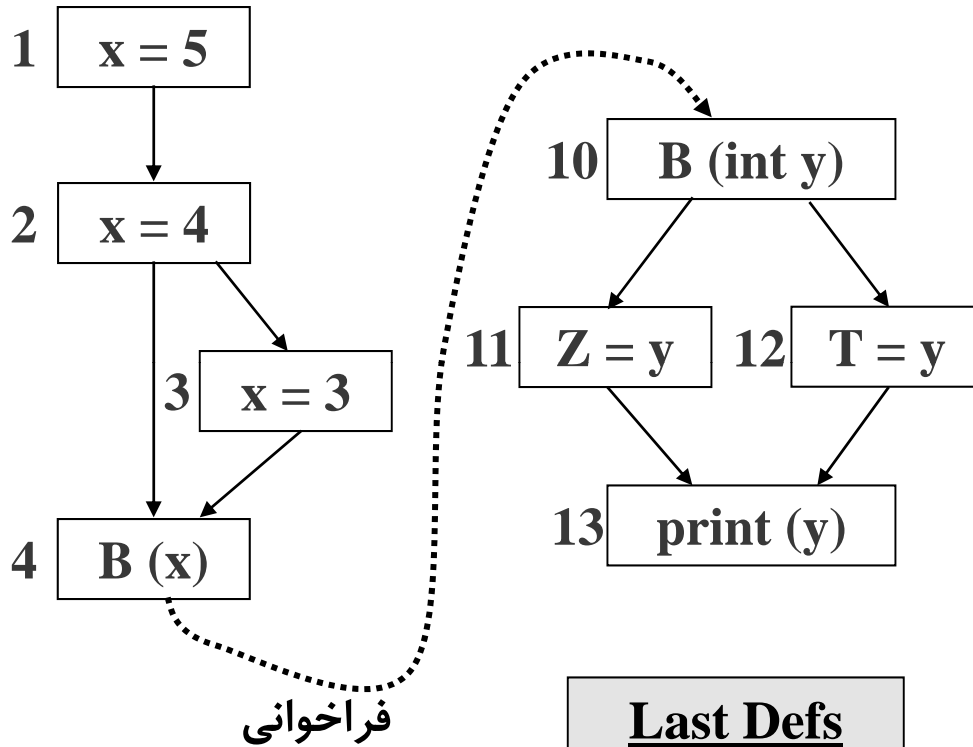 1 x = 5
2 x = 4
3 x = 3
4 B (x)
فراخوانی
10 B (int y)
11 Z = y
12 T = y
13 print (y)
Last Defs